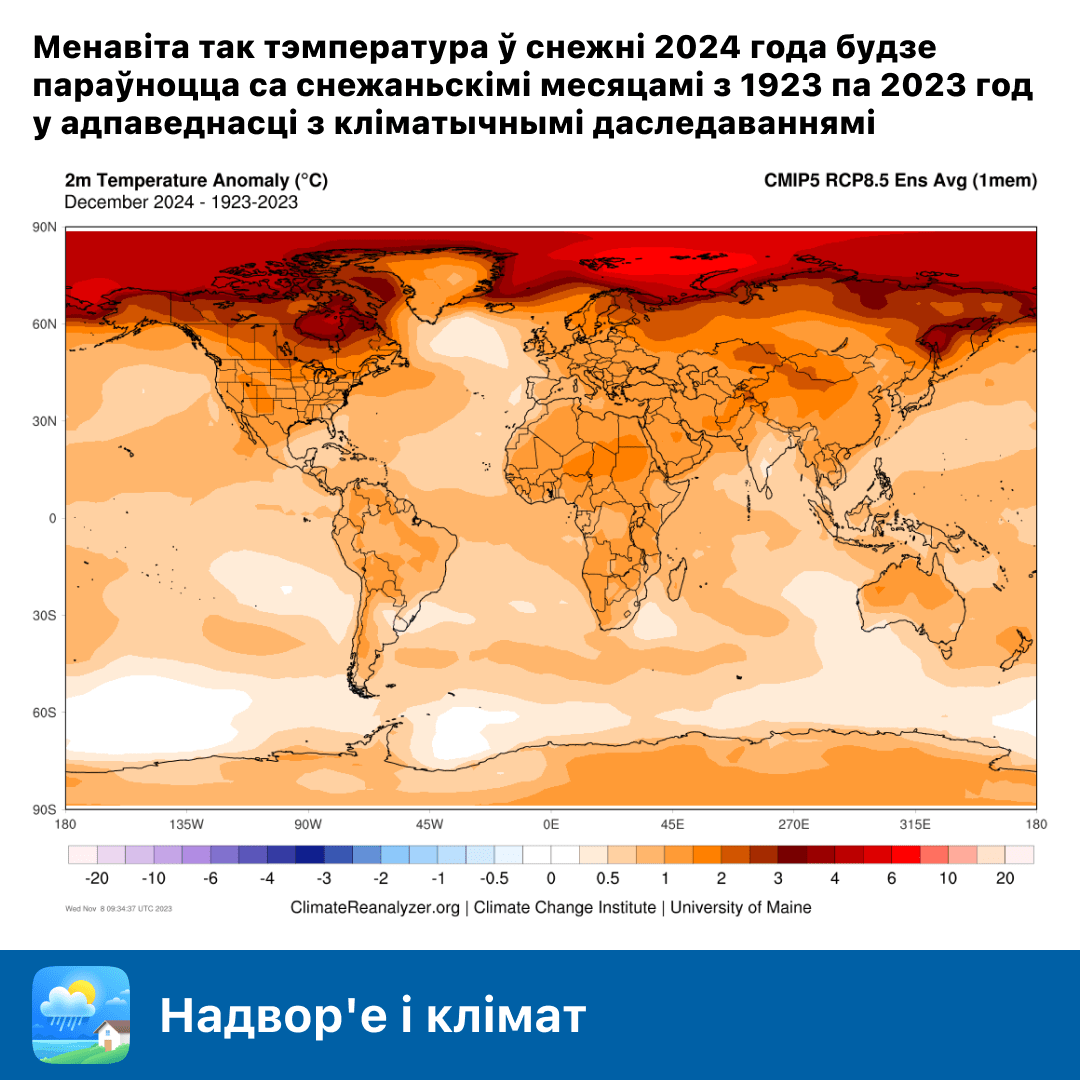 Менавіта так тэмпература ў снежні 2024 года будзе
параўноцца са снежаньскімі месяцамі з 1923 па 2023 год
у адпаведнасці з кліматычнымі даследаваннямі
2m Temperature Anomaly (°C)
CMIP5 RCP8.5 Ens Avg (1mem)
December 2024 - 1923-2023
90N
60N
30N
0
30S
60S
90S
180 135W 90W 45W 0E 45E 270E 315E 180
-20 -10 -6 -4 -3 -2 -1 -0.5 0 0.5 1 2 3 4 6 10 20
Wed Nov 8 09:34:37 UTC 2023
ClimateReanalyzer.org | Climate Change Institute | University of Maine
Надвор'е і клімат